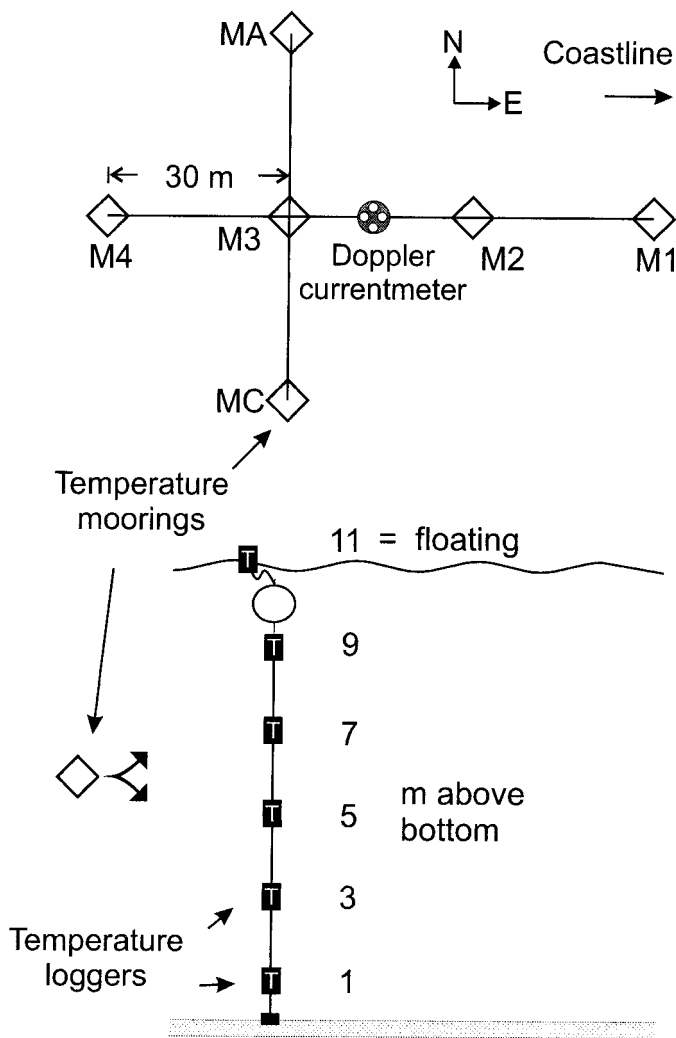 MA
N
E
Coastline
30 m
M4
M3
Doppler
currentmeter
M2
M1
MC
Temperature
moorings
11 = floating
T
T 9
T 7
T 5
m above
bottom
T 3
Temperature
loggers
T 1